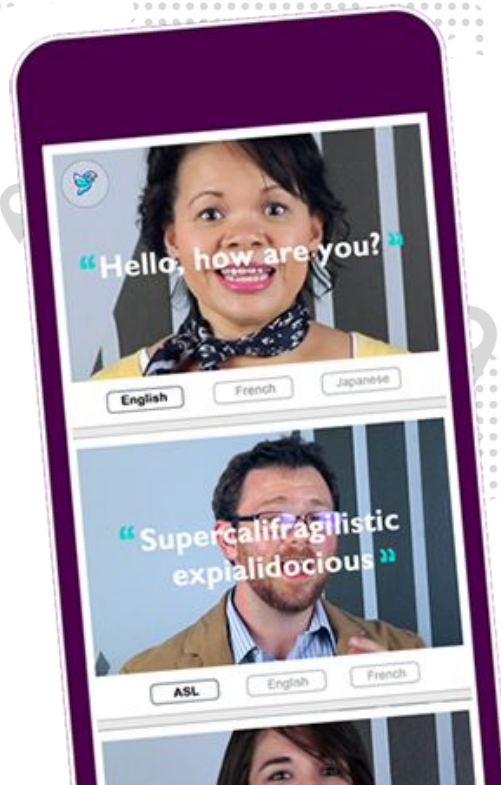 “Hello, how are you?”
English French Japanese
“Supercalifragilistic
expialidocious”
ASL English French